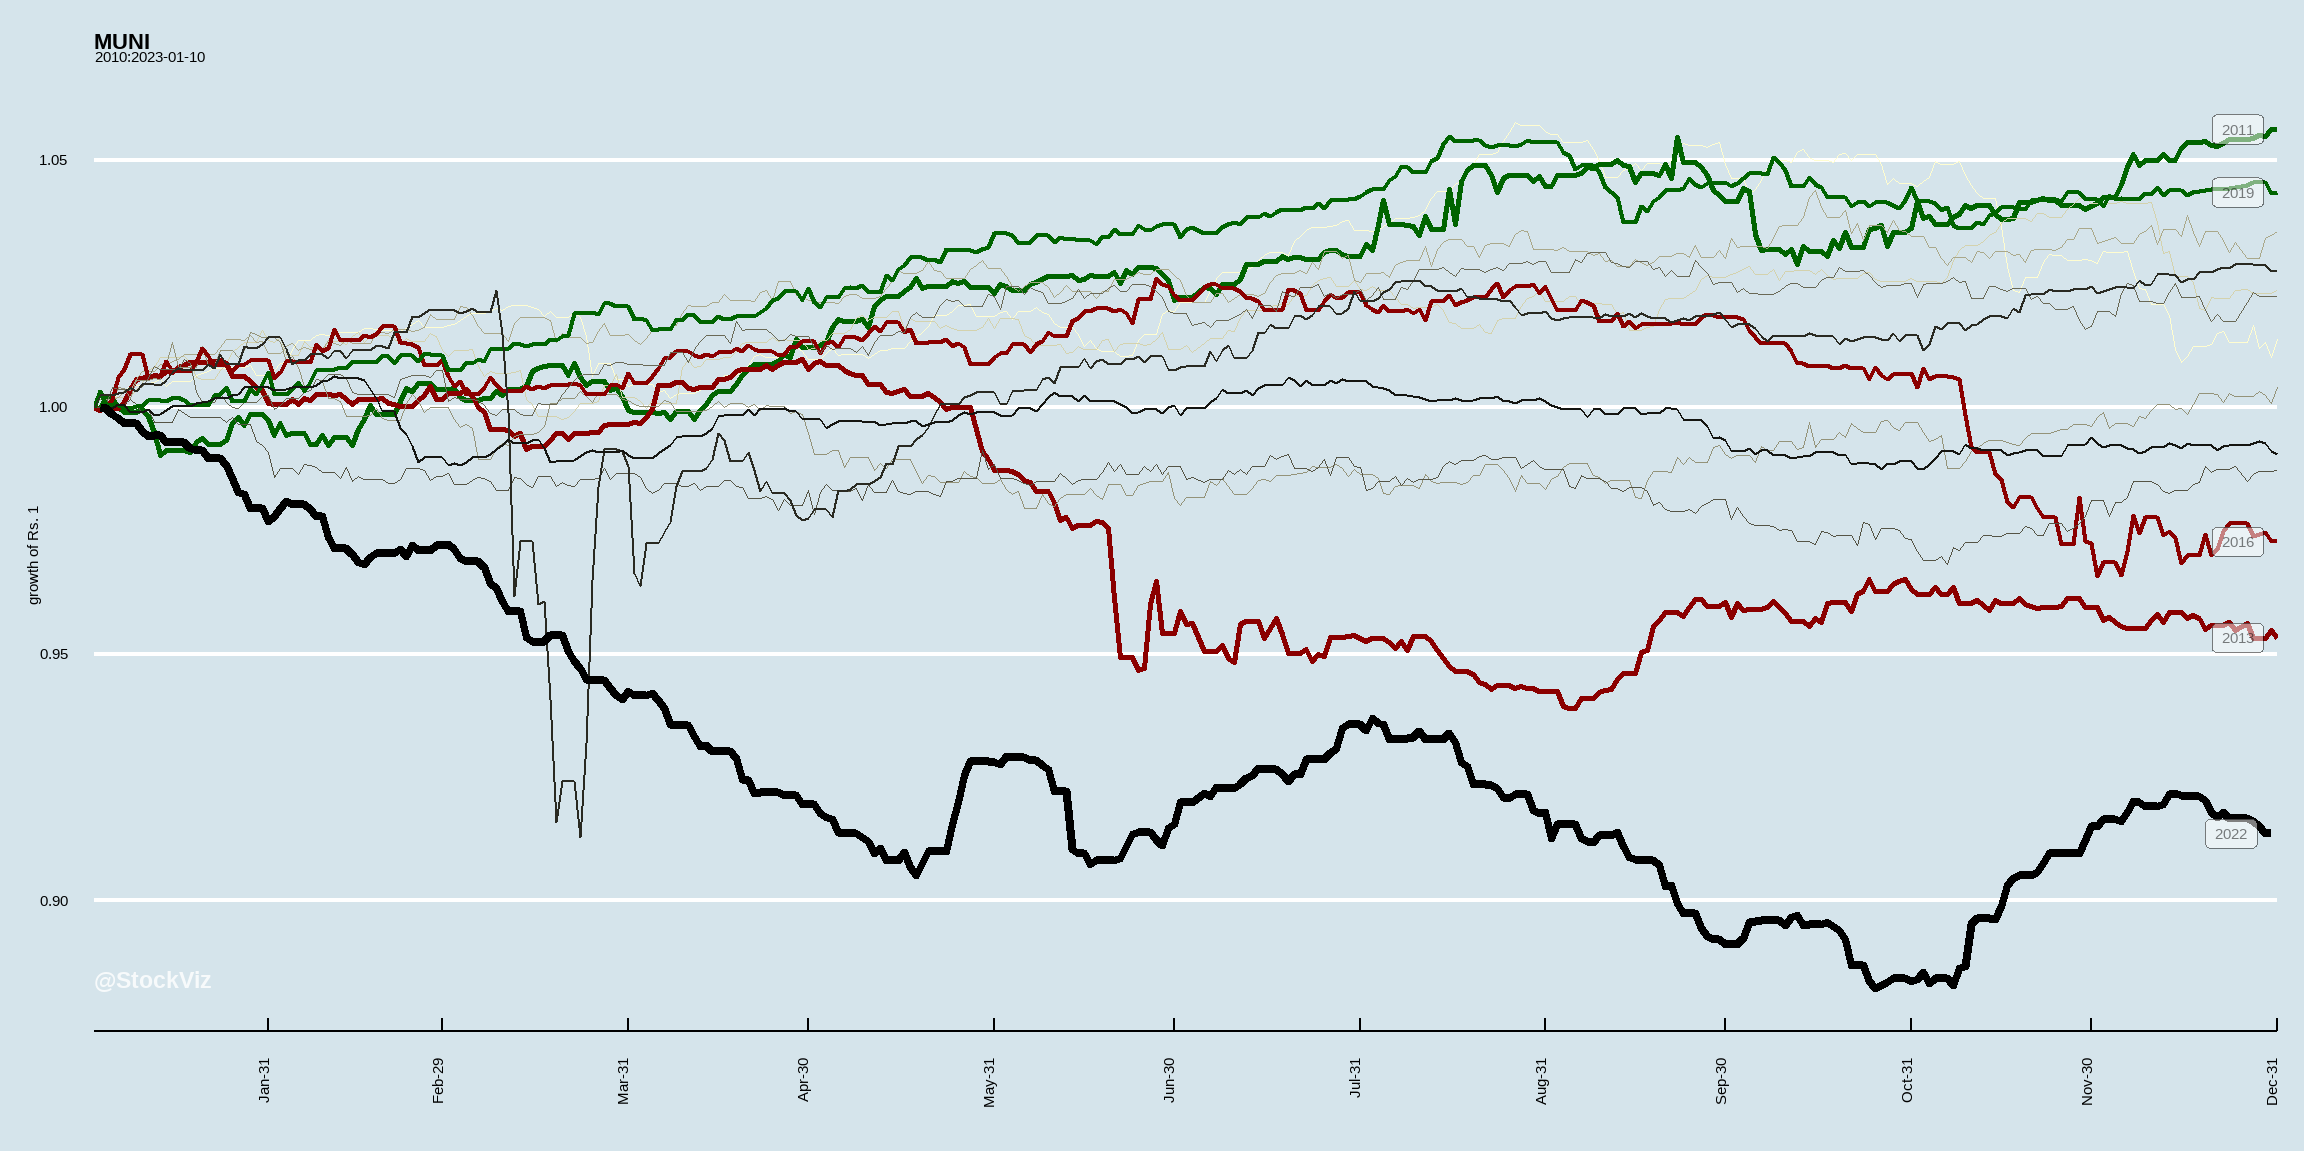 MUNI
2010:2023-01-10
growth of Rs. 1
1.05
1.00
0.95
0.90
2011
2019
2016
2013
2022
@StockViz
Jan-31
Feb-29
Mar-31
Apr-30
May-31
Jun-30
Jul-31
Aug-31
Sep-30
Oct-31
Nov-30
Dec-31